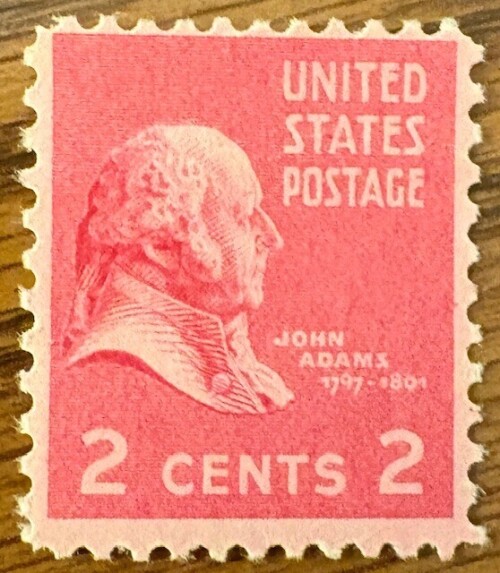 UNITED
STATES
POSTAGE
JOHN
ADAMS
1797-1801
2 CENTS 2